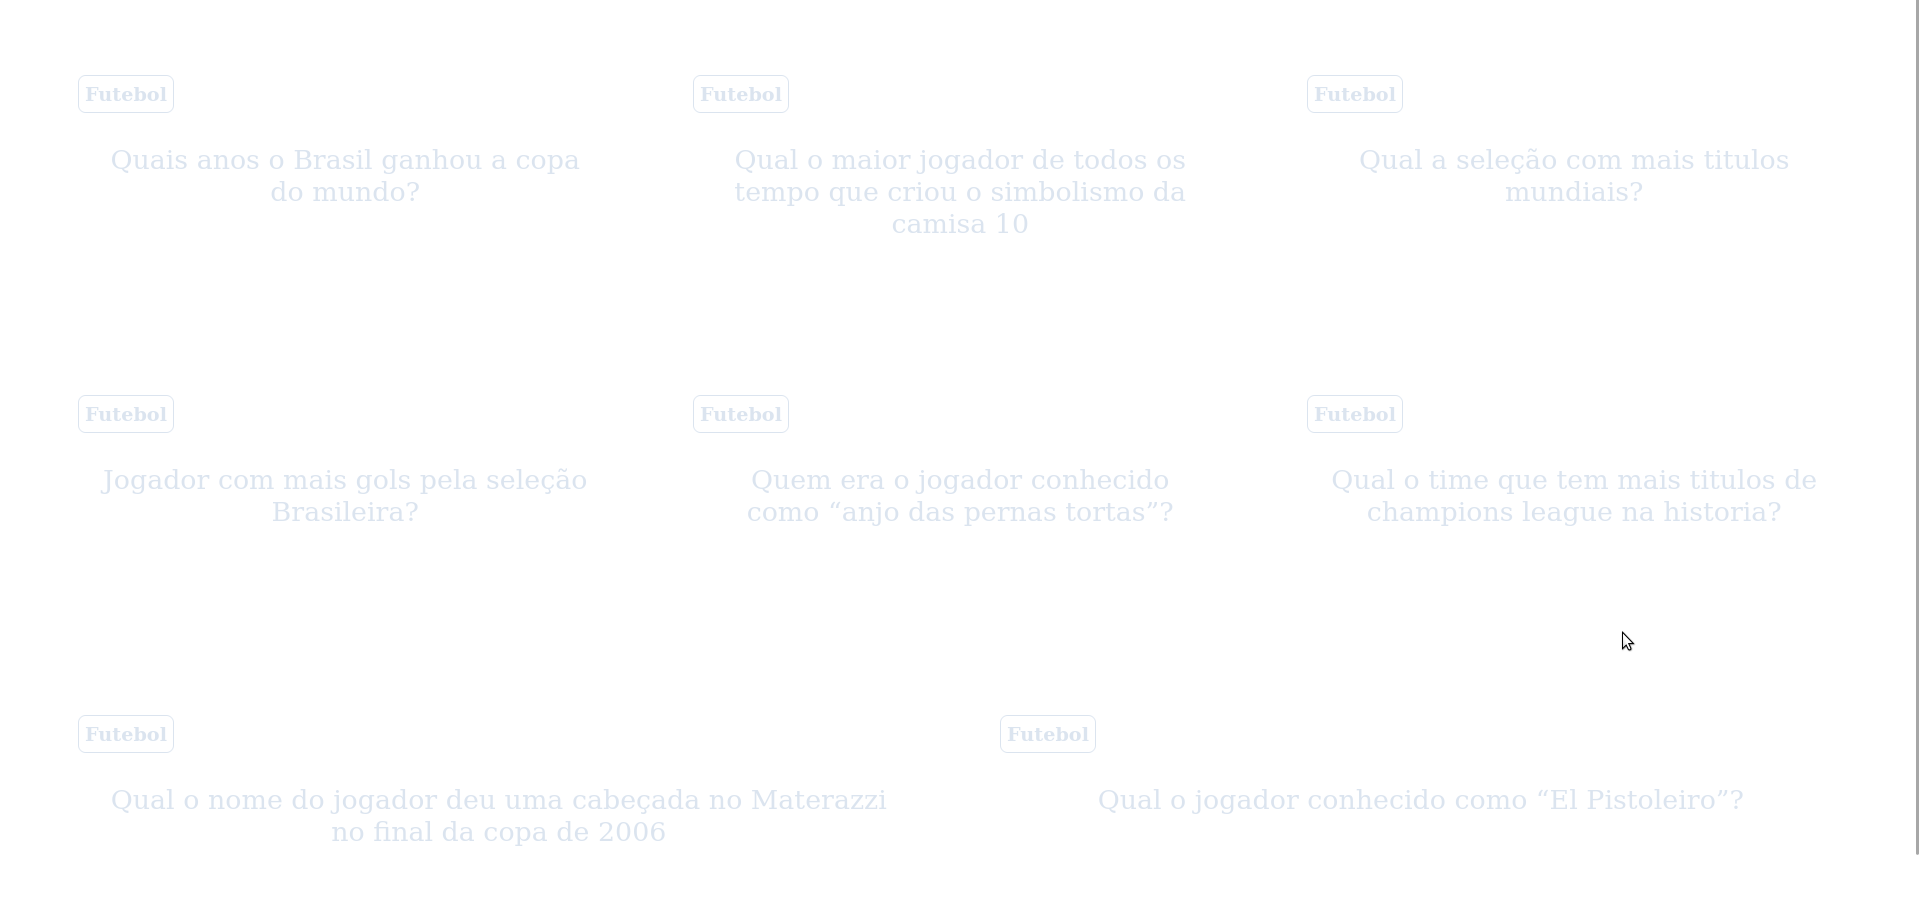 Futebol
Quais anos o Brasil ganhou a copa
do mundo?
Futebol
Qual o maior jogador de todos os
tempo que criou o simbolismo da
camisa 10
Futebol
Qual a seleção com mais titulos
mundiais?
Futebol
Jogador com mais gols pela seleção
Brasileira?
Futebol
Quem era o jogador conhecido
como “anjo das pernas tortas”?
Futebol
Qual o time que tem mais titulos de
champions league na historia?
Futebol
Qual o nome do jogador deu uma cabeçada no Materazzi
no final da copa de 2006
Futebol
Qual o jogador conhecido como “El Pistoleiro”?